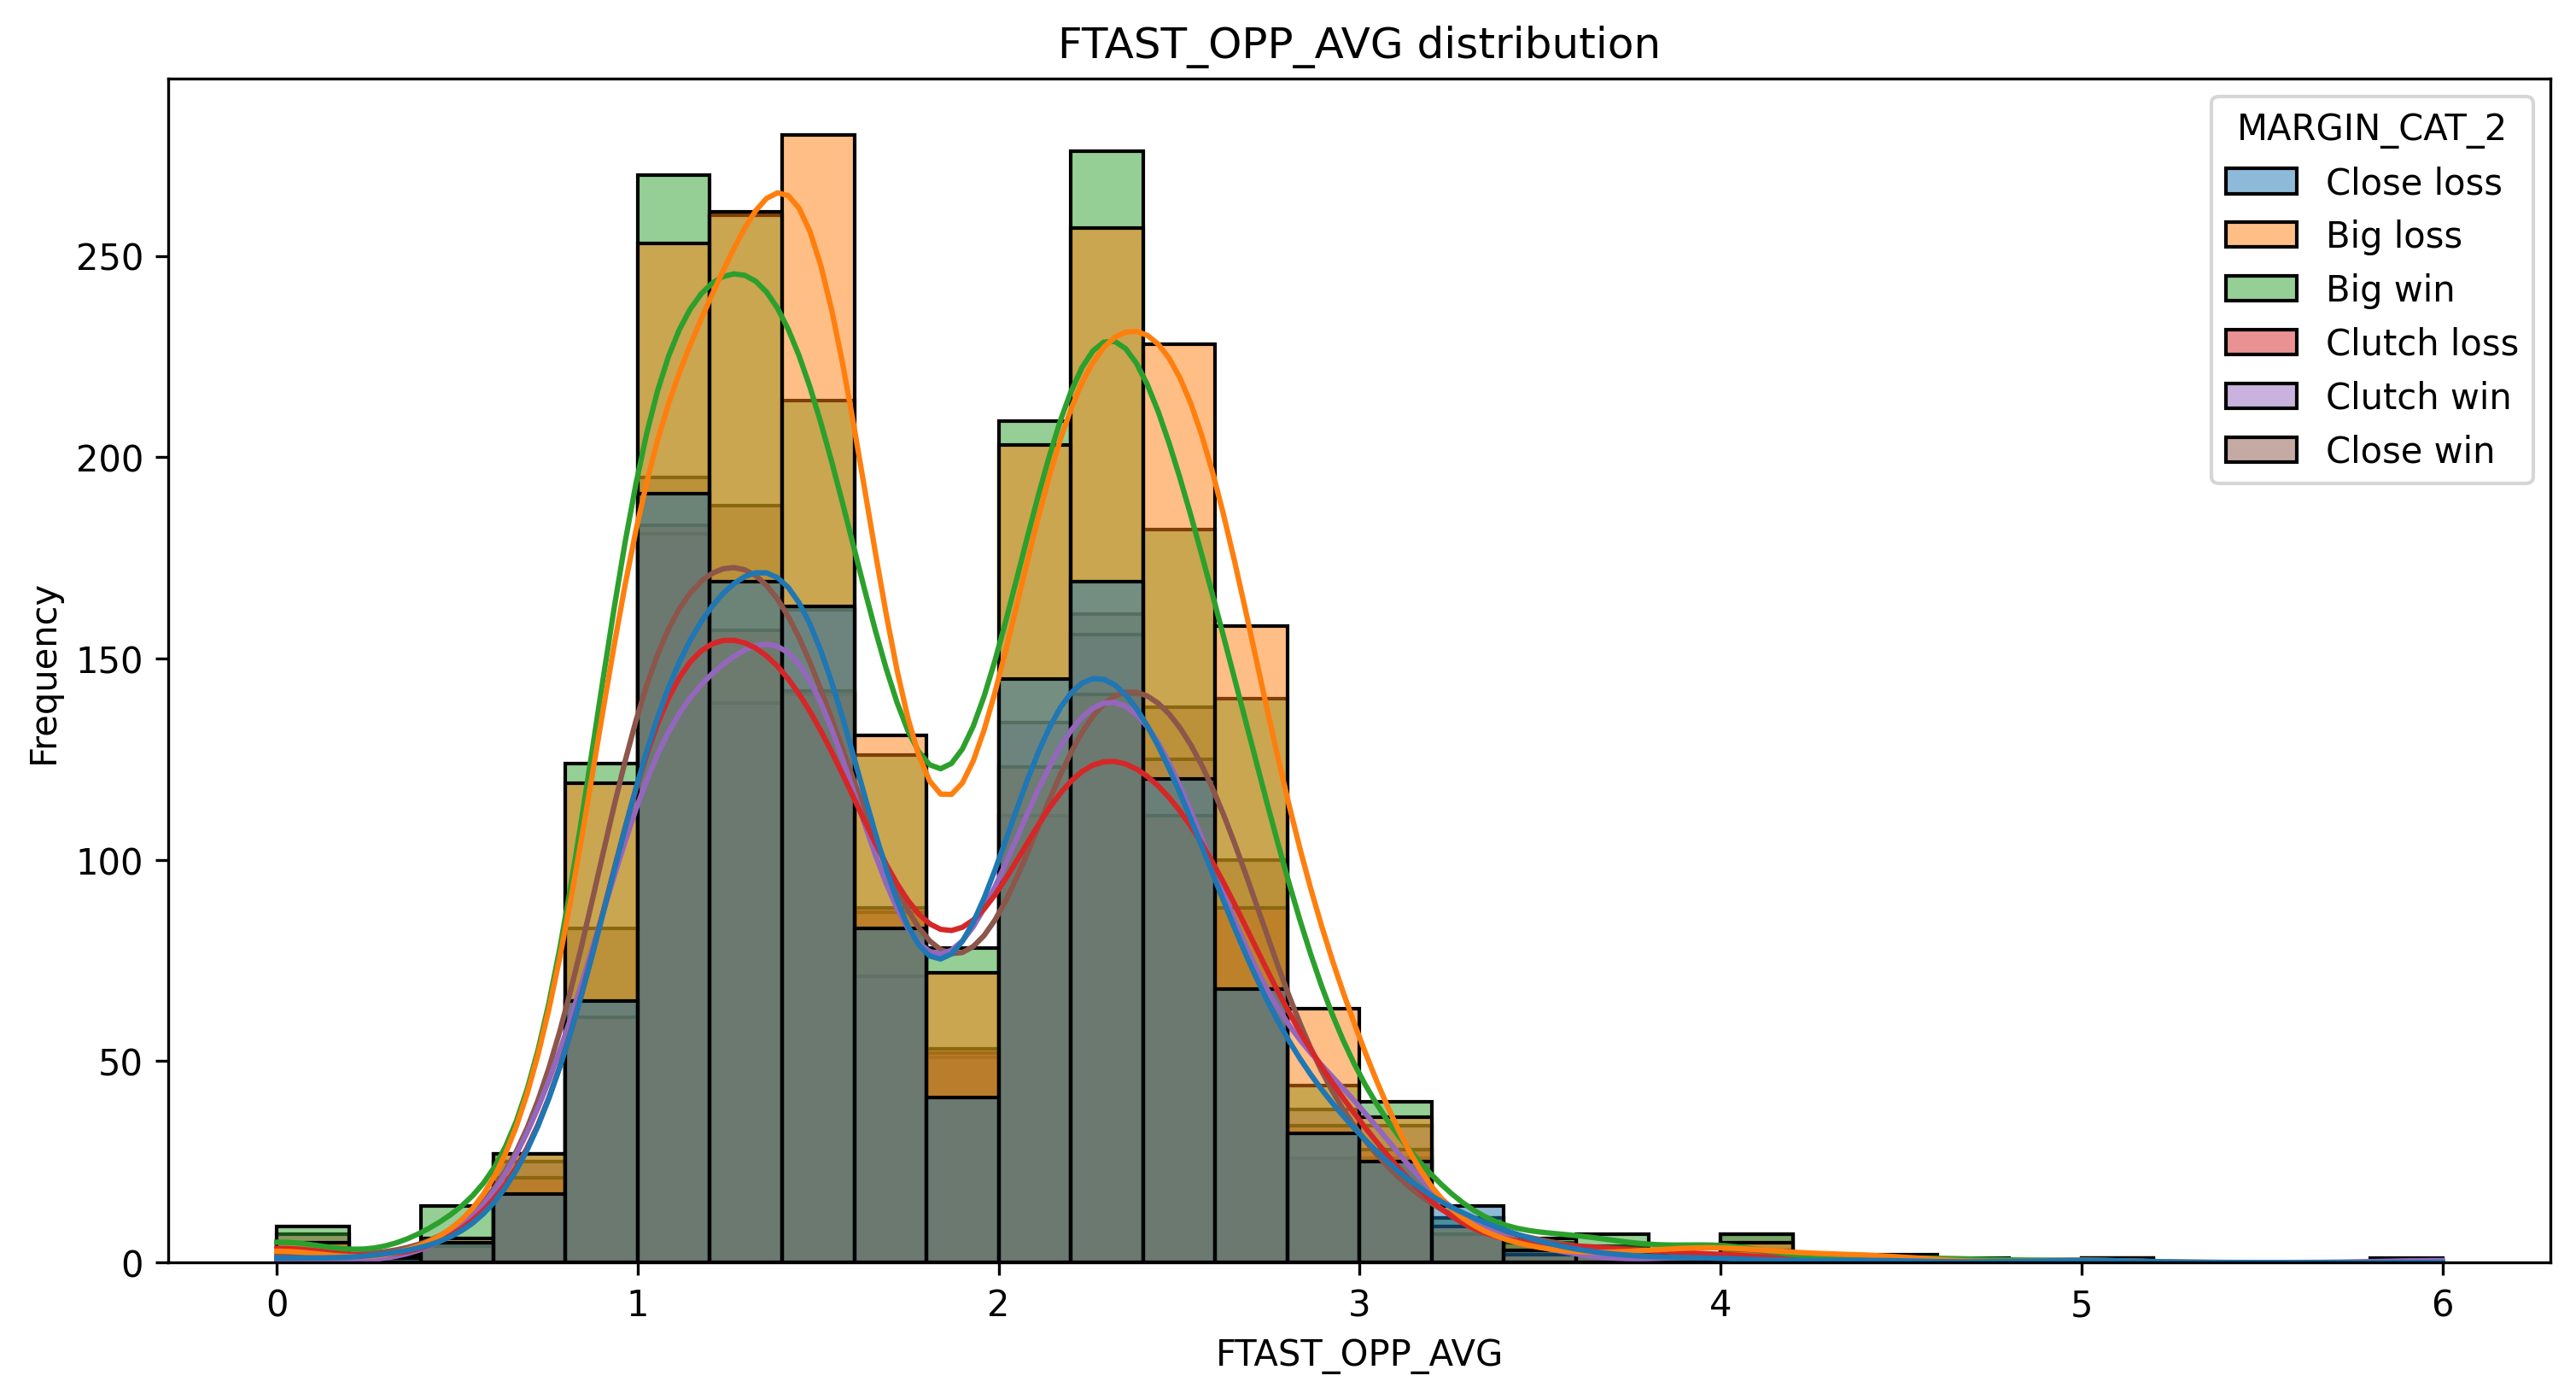 FTAST_OPP_AVG distribution
MARGIN_CAT_2
Close loss
Big loss
Big win
Clutch loss
Clutch win
Close win
Frequency
250
200
150
100
50
0
0 1 2 3 4 5 6
FTAST_OPP_AVG